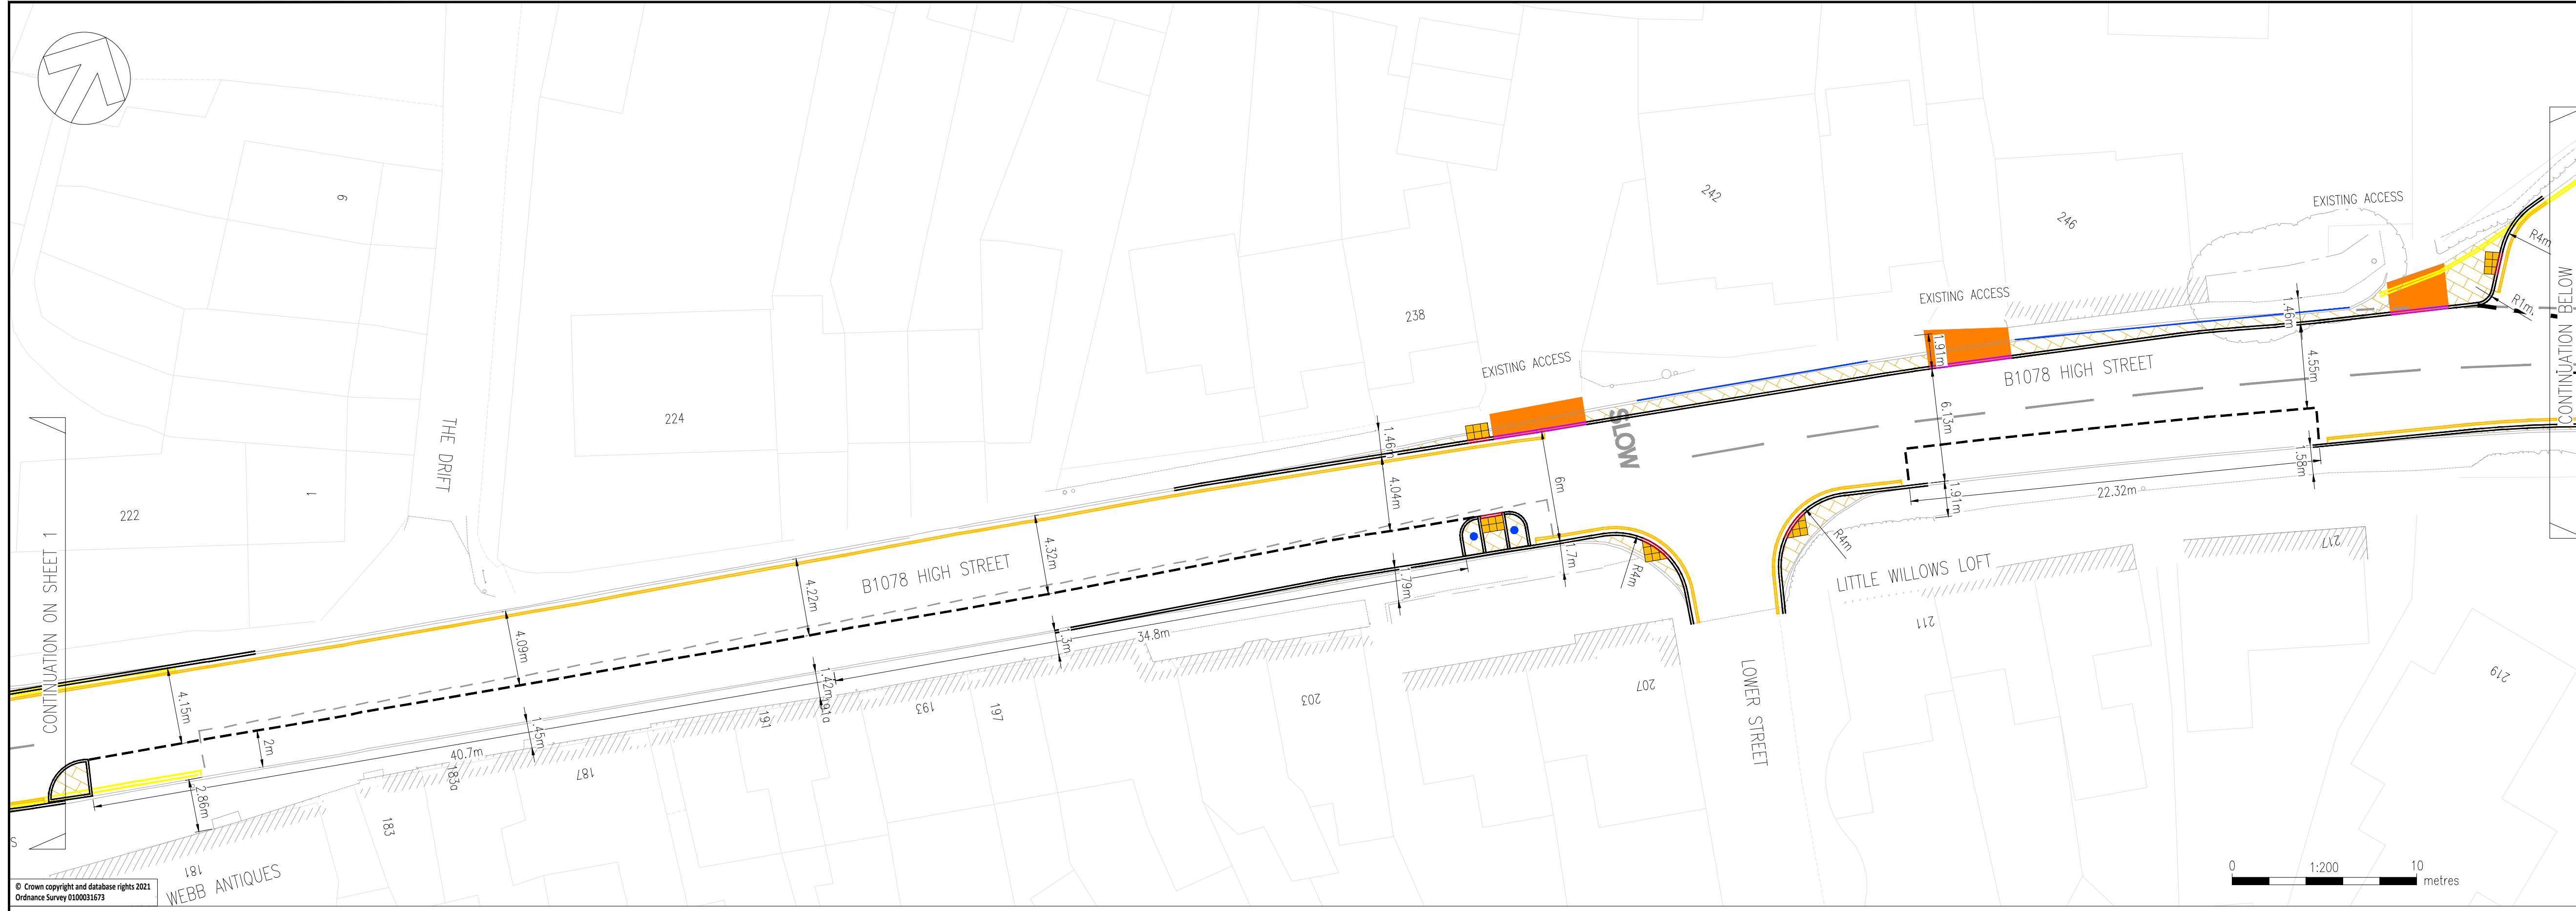 6
242
246
EXISTING ACCESS
R4m
R1m.
EXISTING ACCESS
1.46m
4.55m
B1078 HIGH STREET
238
EXISTING ACCESS
1.91m
6.13m
SLOW
224
THE DRIFT
222
1
1.46m
4.04m
6m
1.7m
R4m
R4m
1.91m
22.32m
1.58m
217
CONTINUATION BELOW
CONTINUATION ON SHEET 1
B1078 HIGH STREET
4.32m
4.22m
4.09m
4.15m
1.79m
34.8m
LITTLE WILLOWS LOFT
211
LOWER STREET
207
203
219
2m
40.7m
1.45m
1.42m
191a
191
193
197
2.86m
183a
187
183
S
181
WEBB ANTIQUES
© Crown copyright and database rights 2021
Ordnance Survey 0100031673
0 1:200 10
metres